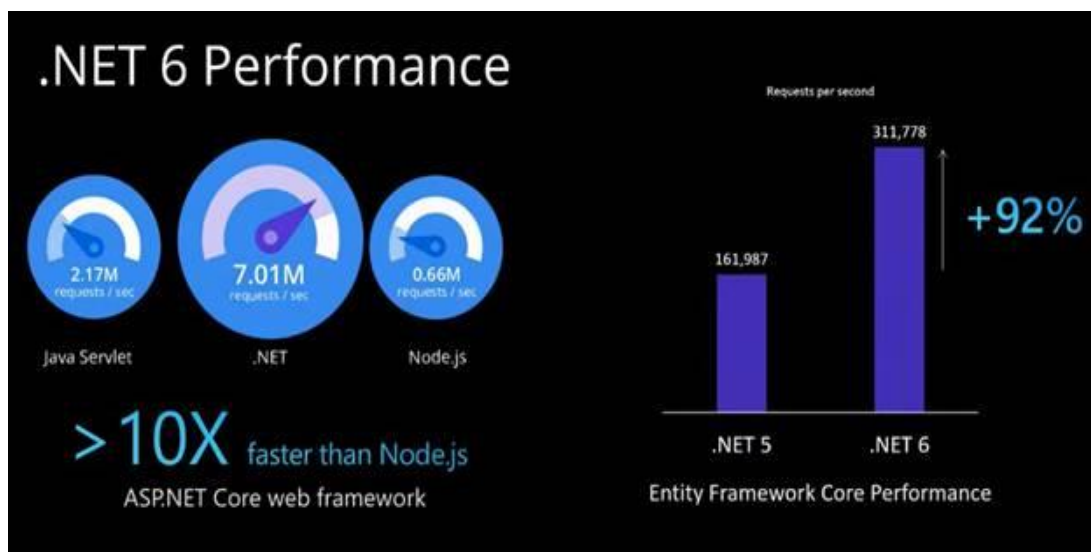 .NET 6 Performance
2.17M
requests / sec
Java Servlet
7.01M
requests / sec
.NET
0.66M
requests / sec
Node.js
>10X faster than Node.js
ASP.NET Core web framework
Requests per second
161,987
311,778
+92%
.NET 5
.NET 6
Entity Framework Core Performance